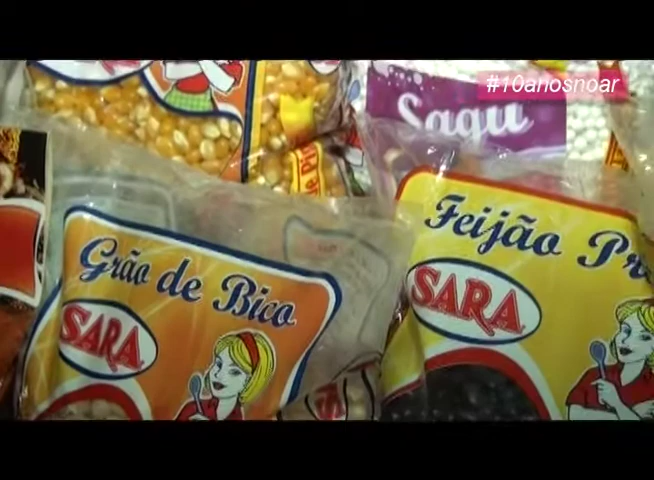 #10anosnoar
Sagu
Feijão Pr
Grão de Bico
SARA
SARA